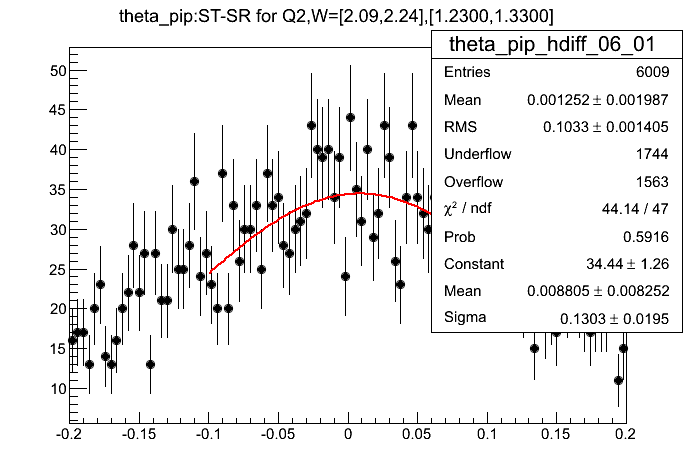 theta_pip:ST-SR for Q2,W=[2.09,2.24],[1.2300,1.3300]
theta_pip_hdiff_06_01
Entries 6009
Mean 0.001252 ± 0.001987
RMS 0.1033 ± 0.001405
Underflow 1744
Overflow 1563
χ² / ndf 44.14 / 47
Prob 0.5916
Constant 34.44 ± 1.26
Mean 0.008805 ± 0.008252
Sigma 0.1303 ± 0.0195
50
45
40
35
30
25
20
15
10
-0.2 -0.15 -0.1 -0.05 0 0.05 0.1 0.15 0.2